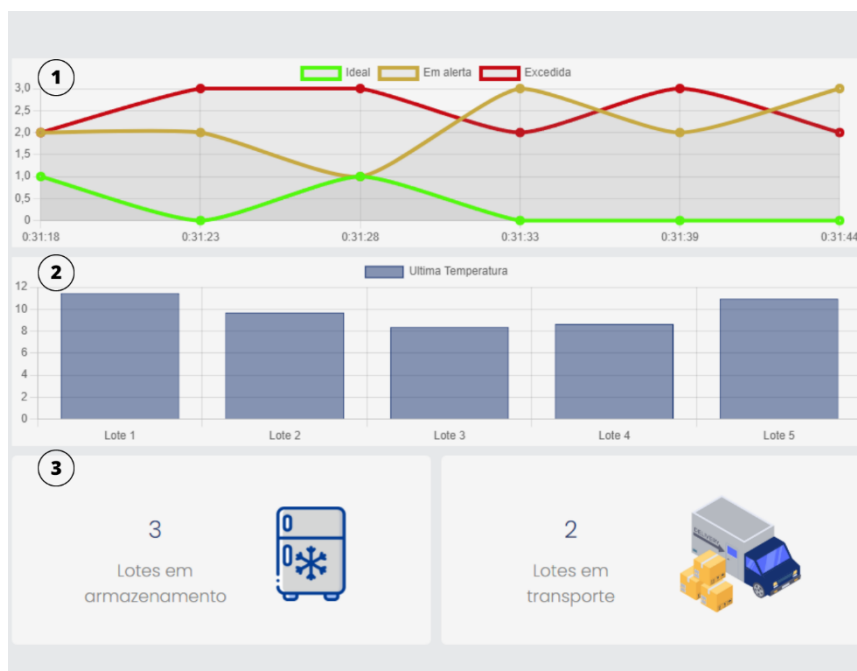 1
Ideal Em alerta Excedida
3,0
2,5
2,0
1,5
1,0
0,5
0
0:31:18 0:31:23 0:31:28 0:31:33 0:31:39 0:31:44
2
Ultima Temperatura
12
10
8
6
4
2
0
Lote 1 Lote 2 Lote 3 Lote 4 Lote 5
3
3
Lotes em
armazenamento
2
Lotes em
transporte
DELIVERY